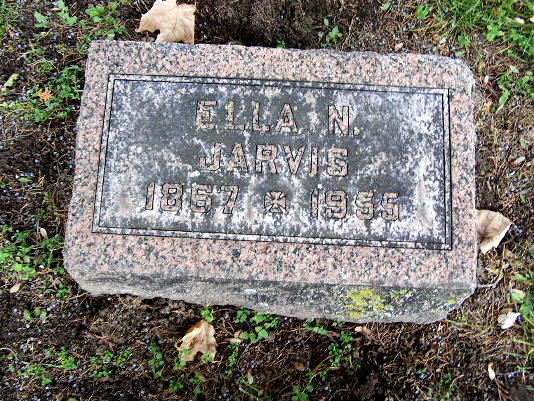 ELLA N.
JARVIS
1867 ✠ 1955